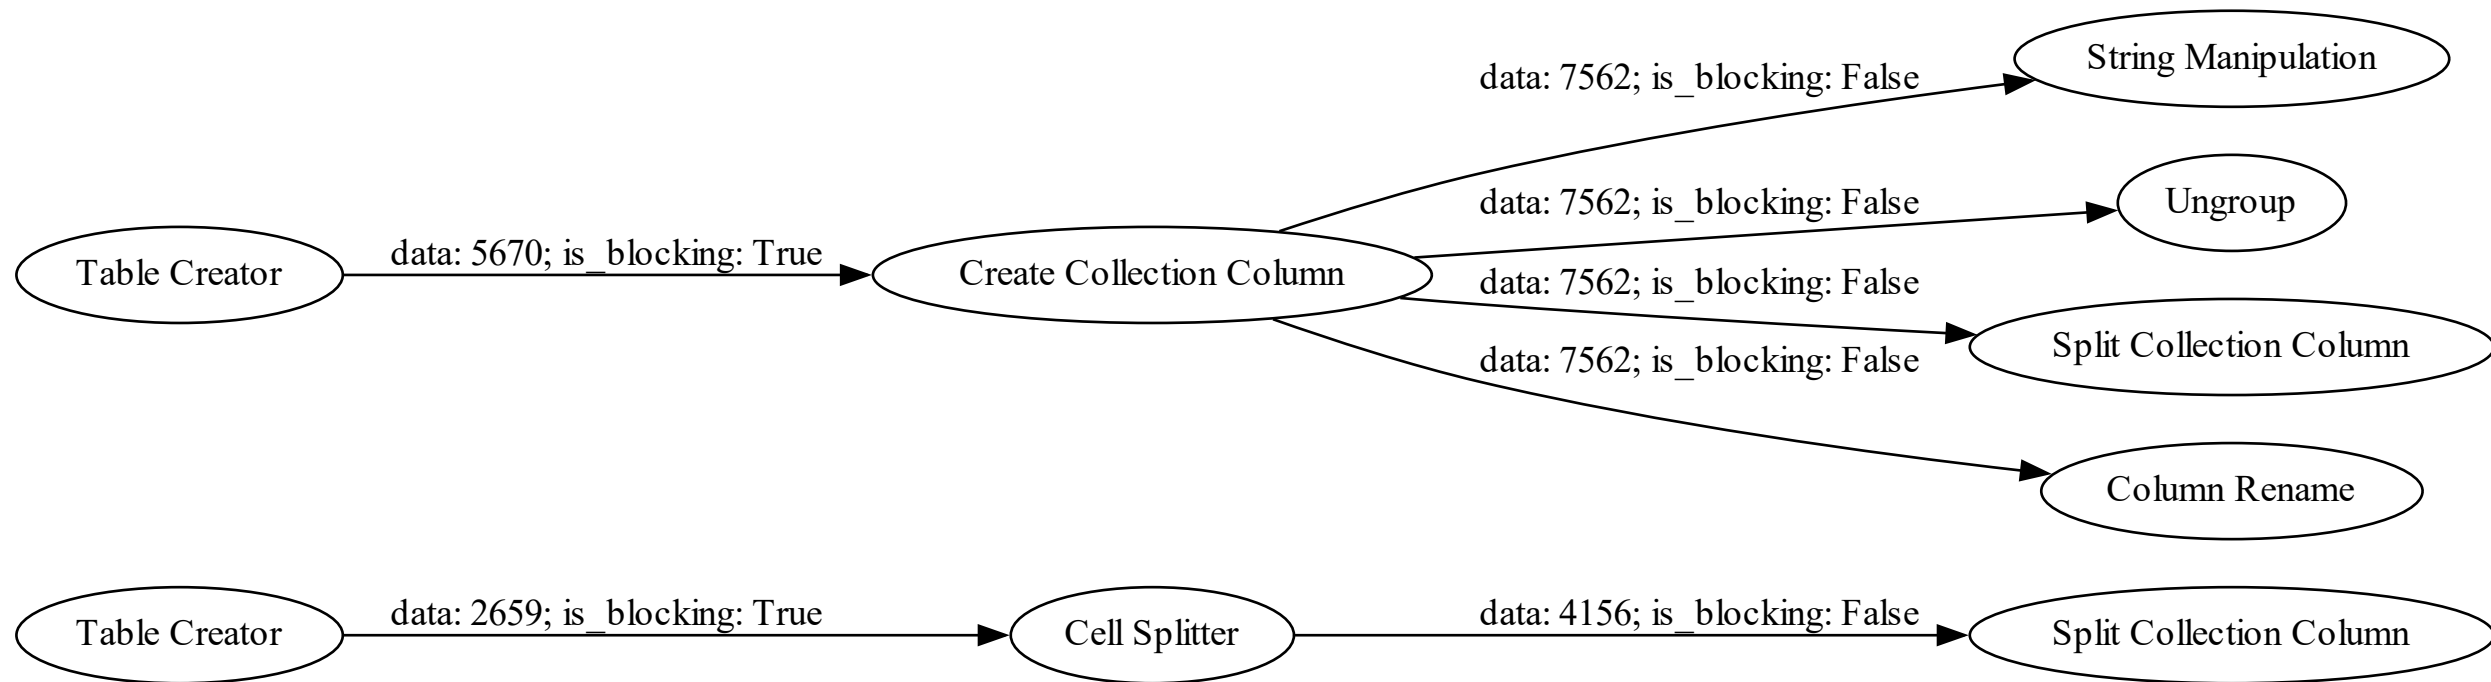 String Manipulation
data: 7562; is_blocking: False
data: 7562; is_blocking: False
Ungroup
Table Creator
data: 5670; is_blocking: True
Create Collection Column
data: 7562; is_blocking: False
Split Collection Column
data: 7562; is_blocking: False
Column Rename
Table Creator
data: 2659; is_blocking: True
Cell Splitter
data: 4156; is_blocking: False
Split Collection Column